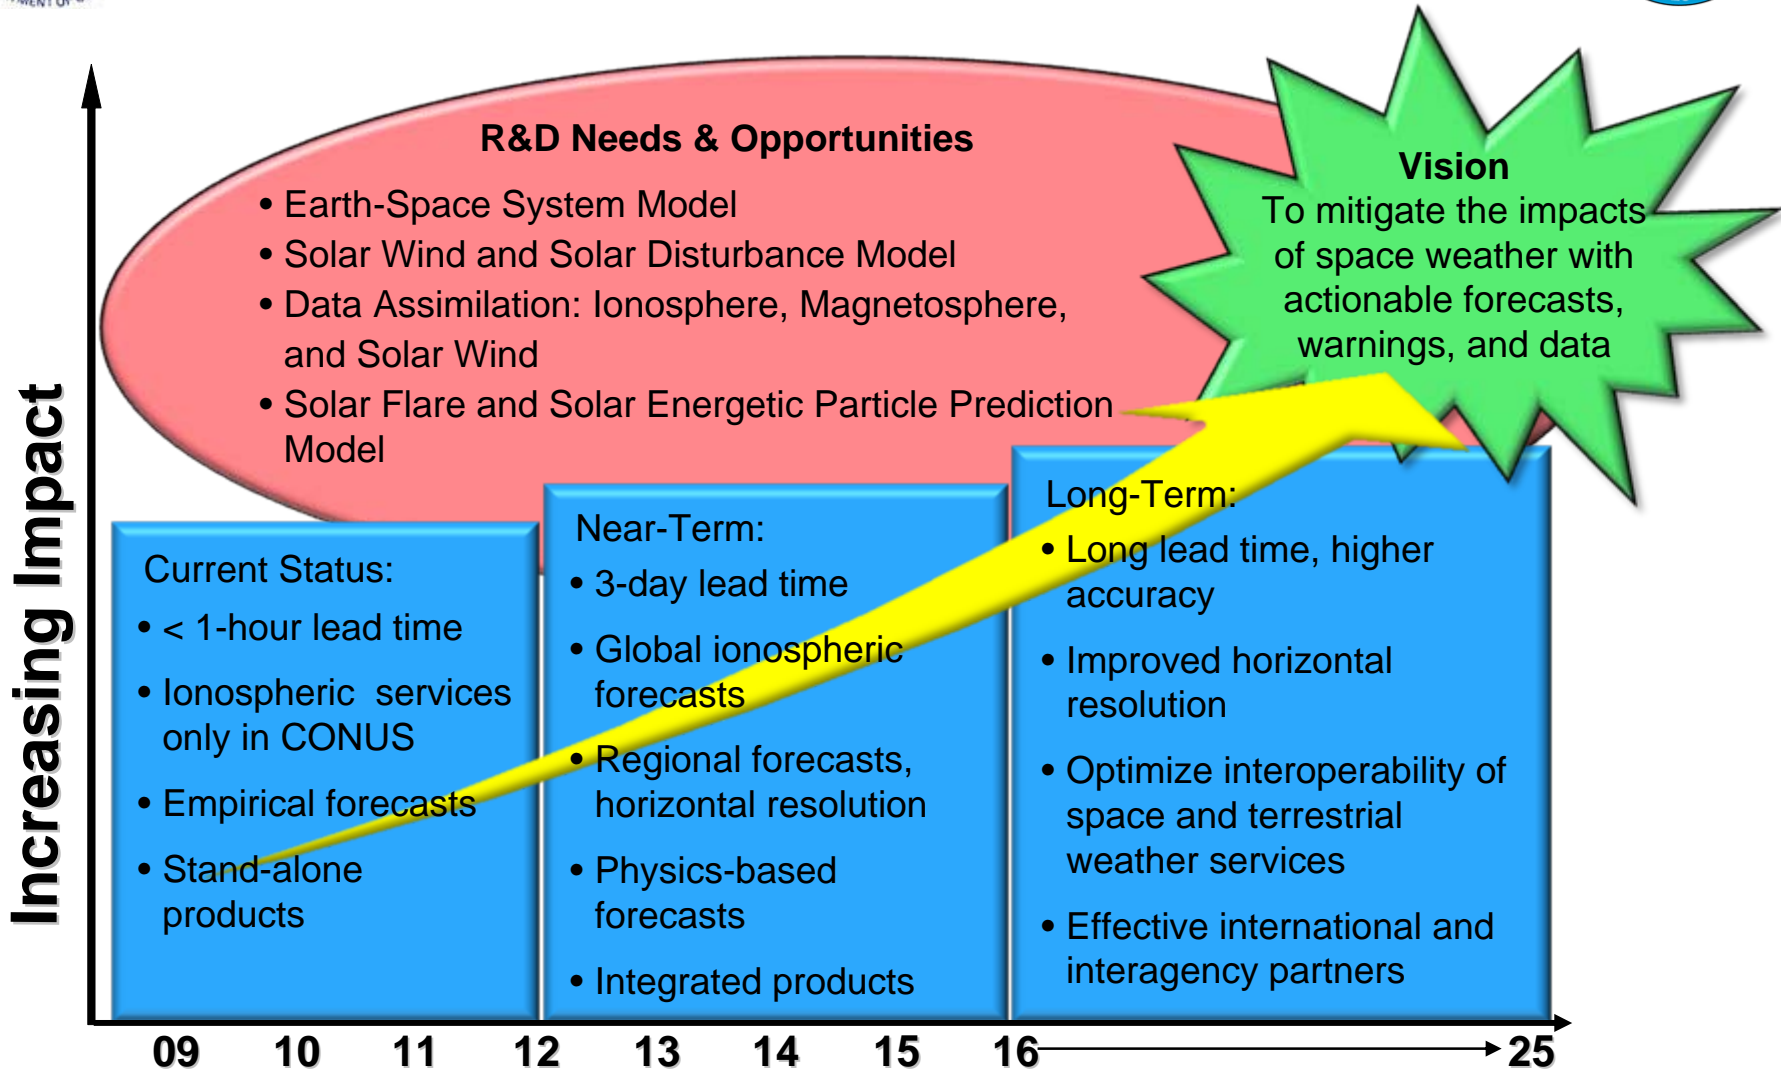 R&D Needs & Opportunities
• Earth-Space System Model
• Solar Wind and Solar Disturbance Model
• Data Assimilation: Ionosphere, Magnetosphere,
and Solar Wind
• Solar Flare and Solar Energetic Particle Prediction
Model
Vision
To mitigate the impacts
of space weather with
actionable forecasts,
warnings, and data
Increasing Impact
Current Status:
• < 1-hour lead time
• Ionospheric services
only in CONUS
• Empirical forecasts
• Stand-alone
products
Near-Term:
• 3-day lead time
• Global ionospheric
forecasts
• Regional forecasts,
horizontal resolution
• Physics-based
forecasts
• Integrated products
Long-Term:
• Long lead time, higher
accuracy
• Improved horizontal
resolution
• Optimize interoperability of
space and terrestrial
weather services
• Effective international and
interagency partners
09 10 11 12 13 14 15 16 25